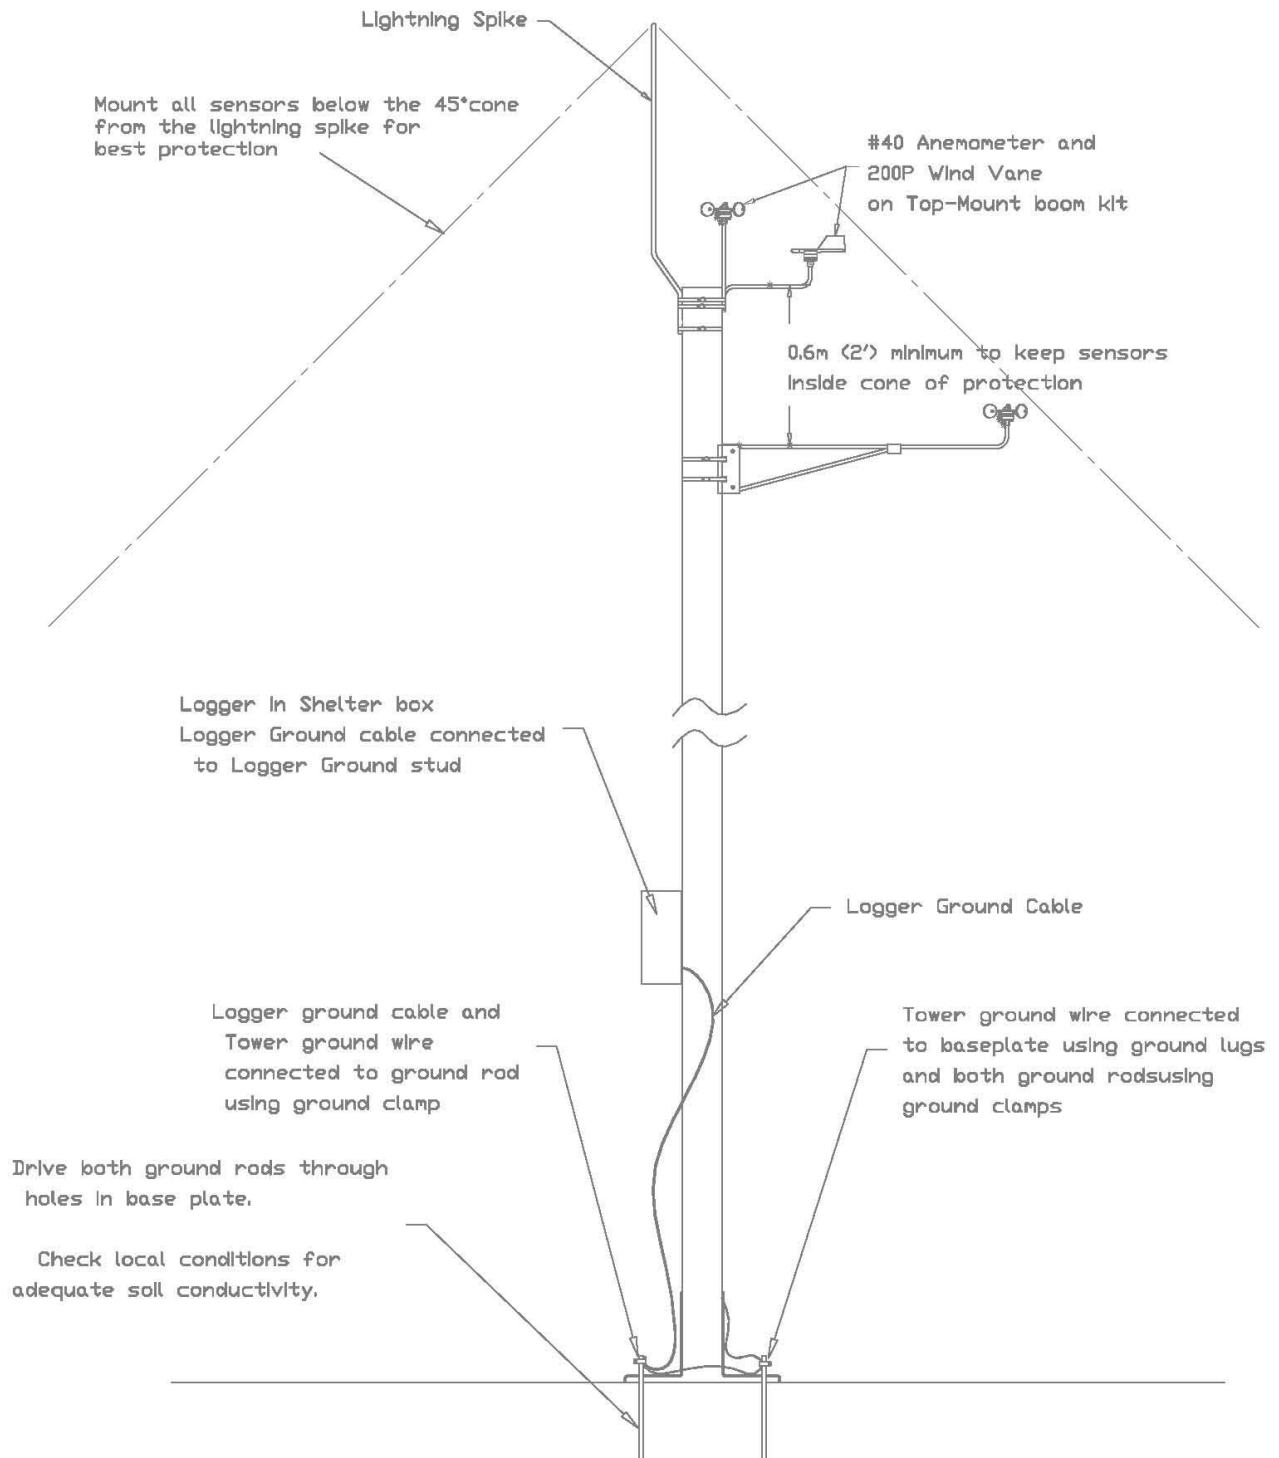 Lightning Spike
Mount all sensors below the 45°cone
from the lightning spike for
best protection
#40 Anemometer and
200P Wind Vane
on Top-Mount boom kit
0.6m (2') minimum to keep sensors
inside cone of protection
Logger in Shelter box
Logger Ground cable connected
to Logger Ground stud
Logger Ground Cable
Logger ground cable and
Tower ground wire
connected to ground rod
using ground clamp
Tower ground wire connected
to baseplate using ground lugs
and both ground rodsusing
ground clamps
Drive both ground rods through
holes in base plate.
Check local conditions for
adequate soil conductivity.